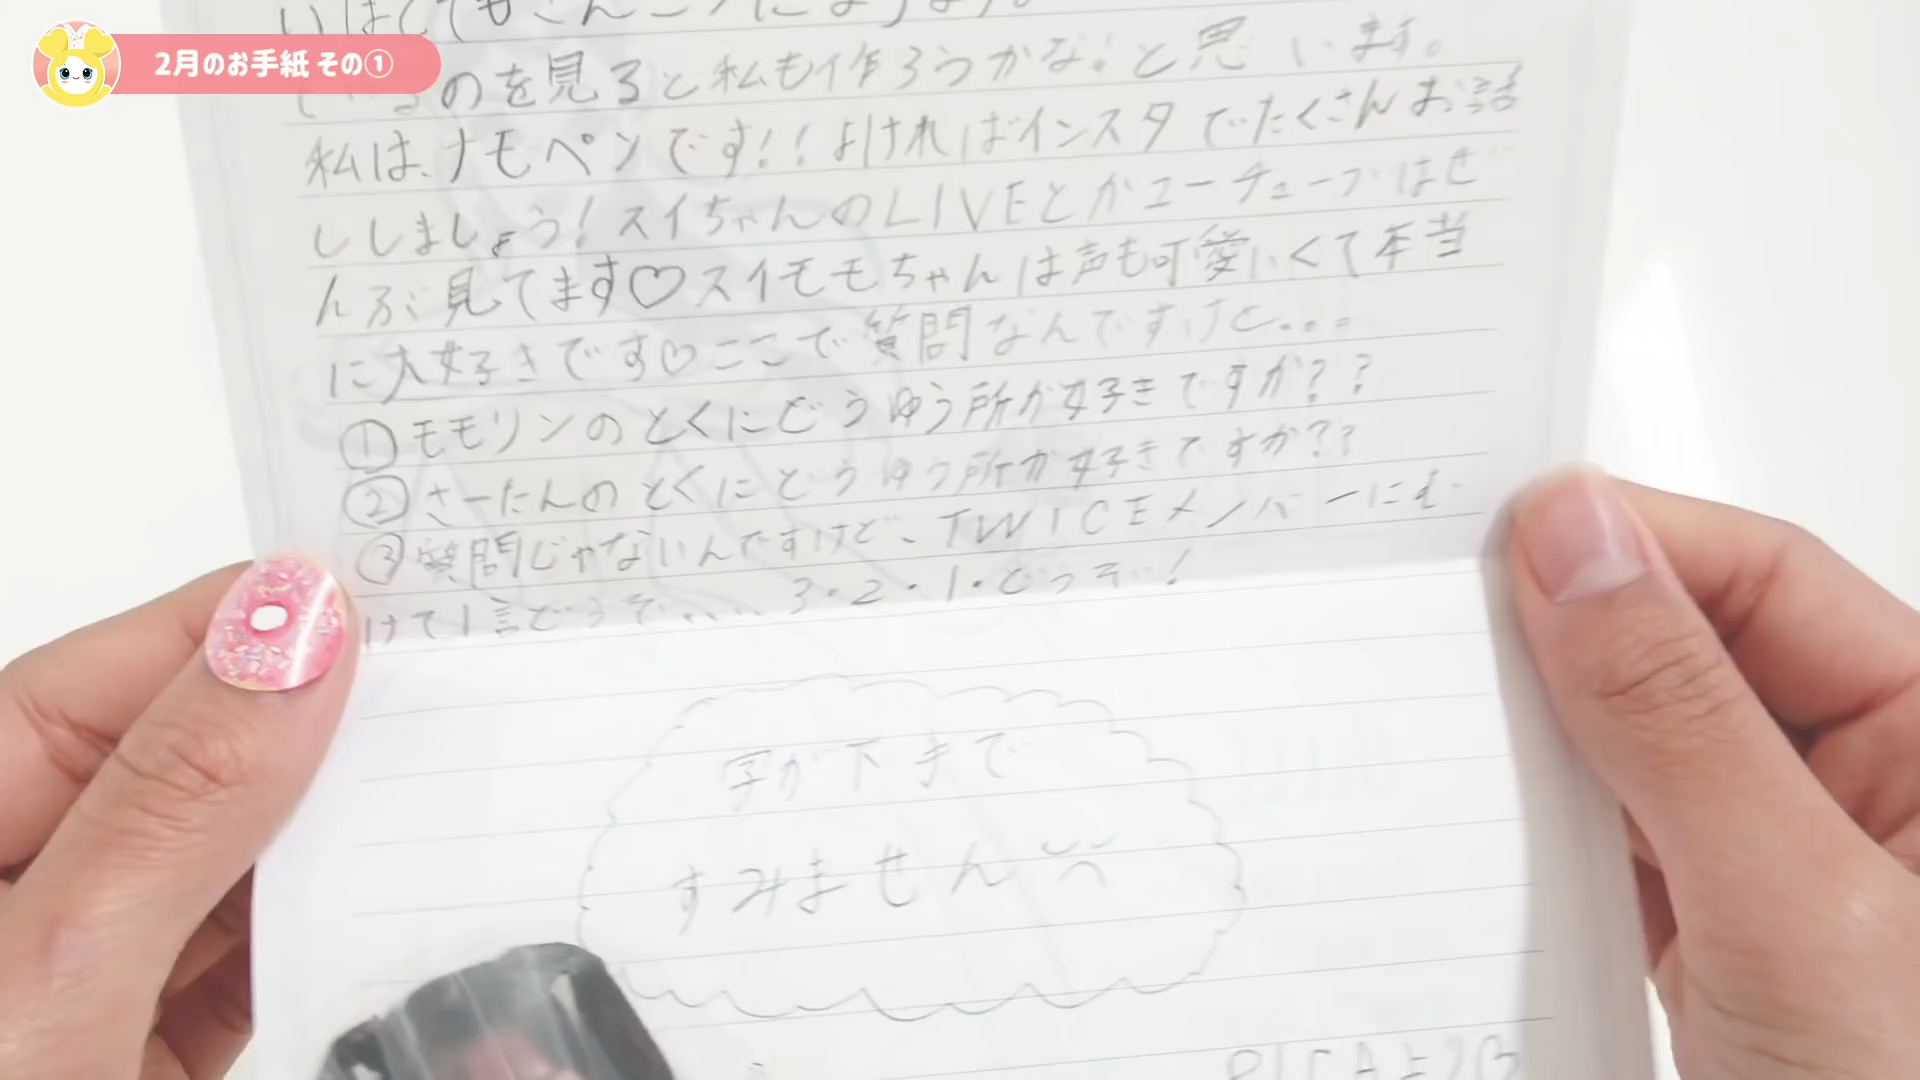 2月のお手紙 その①
のを見ると私も作ろうかな!と思います。
私は、ナモペンです!!よければインスタでたくさんお話
ししましょう!スイちゃんのLIVEとかユーチューブはぜ
んぶ見てます♡スイモモちゃんは声も可愛いくて本当
に大好きです♡ここで質問なんですけど...
①モモリンのとくにどうゆう所が好きですか??
②さーたんのとくにどうゆう所が好きですか??
③質問じゃないんですけど、TWICEメンバーにむ
けて1言どうぞ.... 3・2・1・どうぞ!
字が下手で
すみません